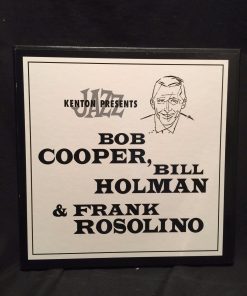 JAZZ
KENTON PRESENTS
BOB
COOPER,
BILL
HOLMAN
& FRANK
ROSOLINO